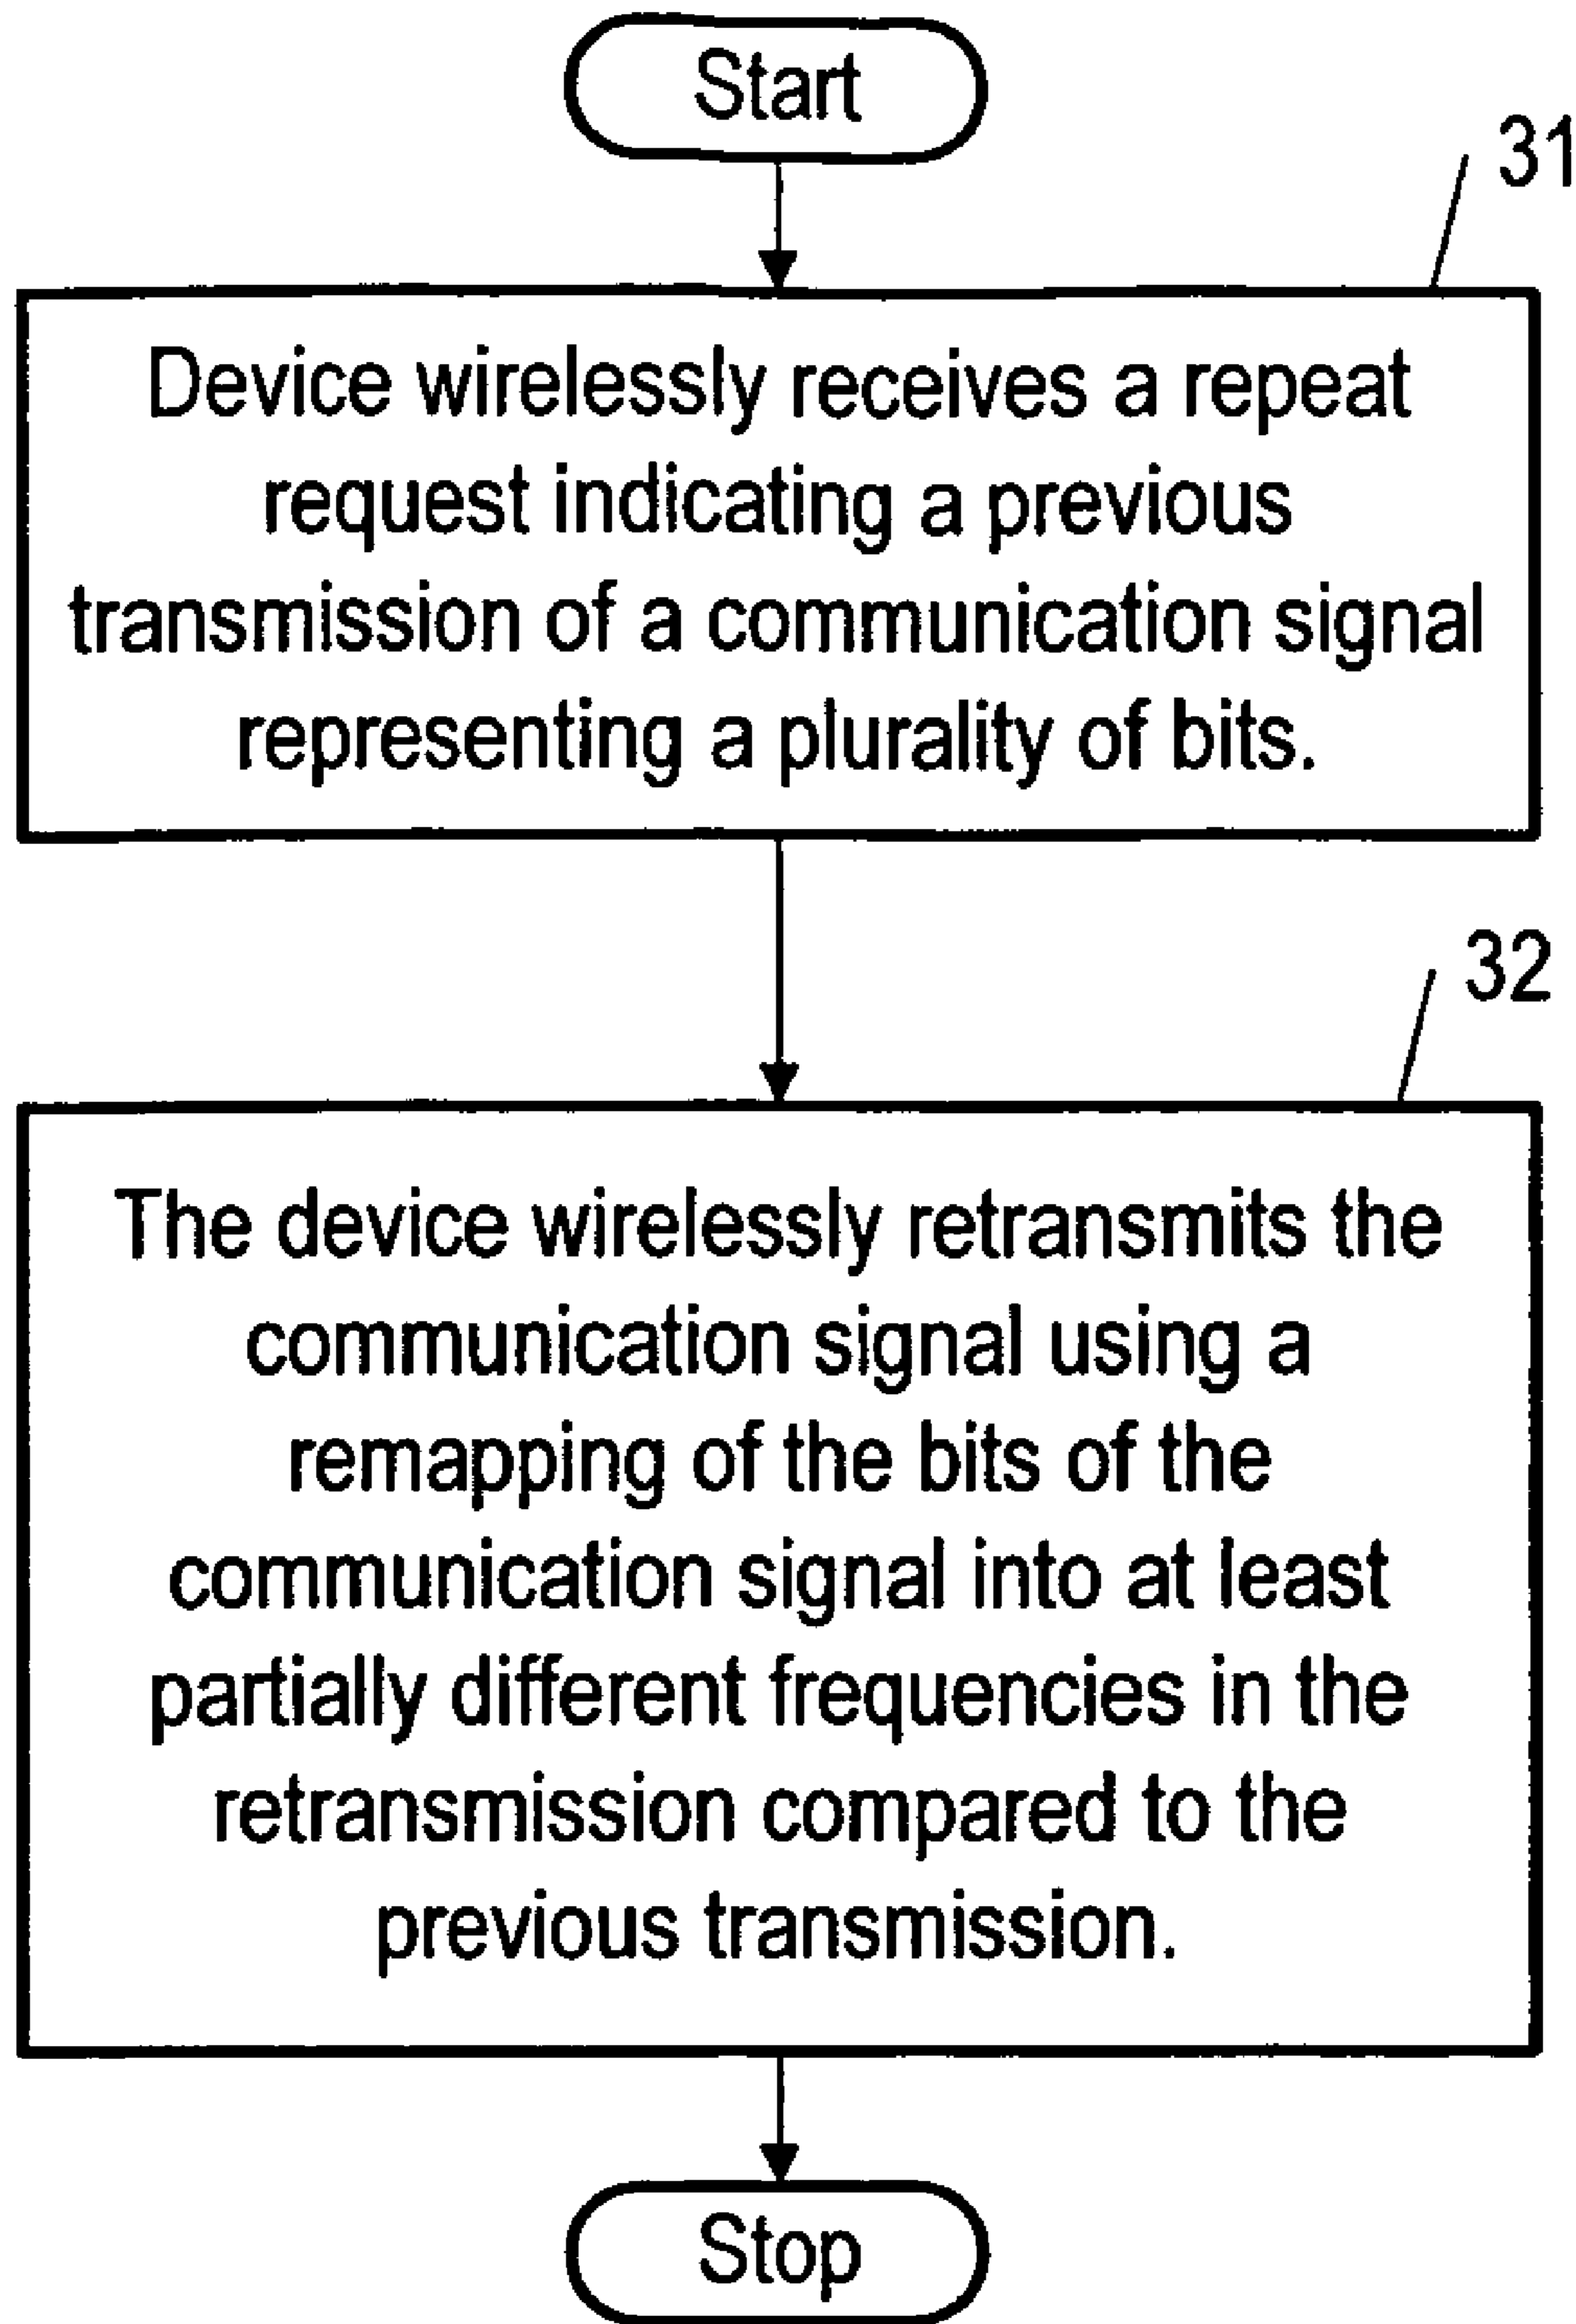 Start
31
Device wirelessly receives a repeat
request indicating a previous
transmission of a communication signal
representing a plurality of bits.
32
The device wirelessly retransmits the
communication signal using a
remapping of the bits of the
communication signal into at least
partially different frequencies in the
retransmission compared to the
previous transmission.
Stop